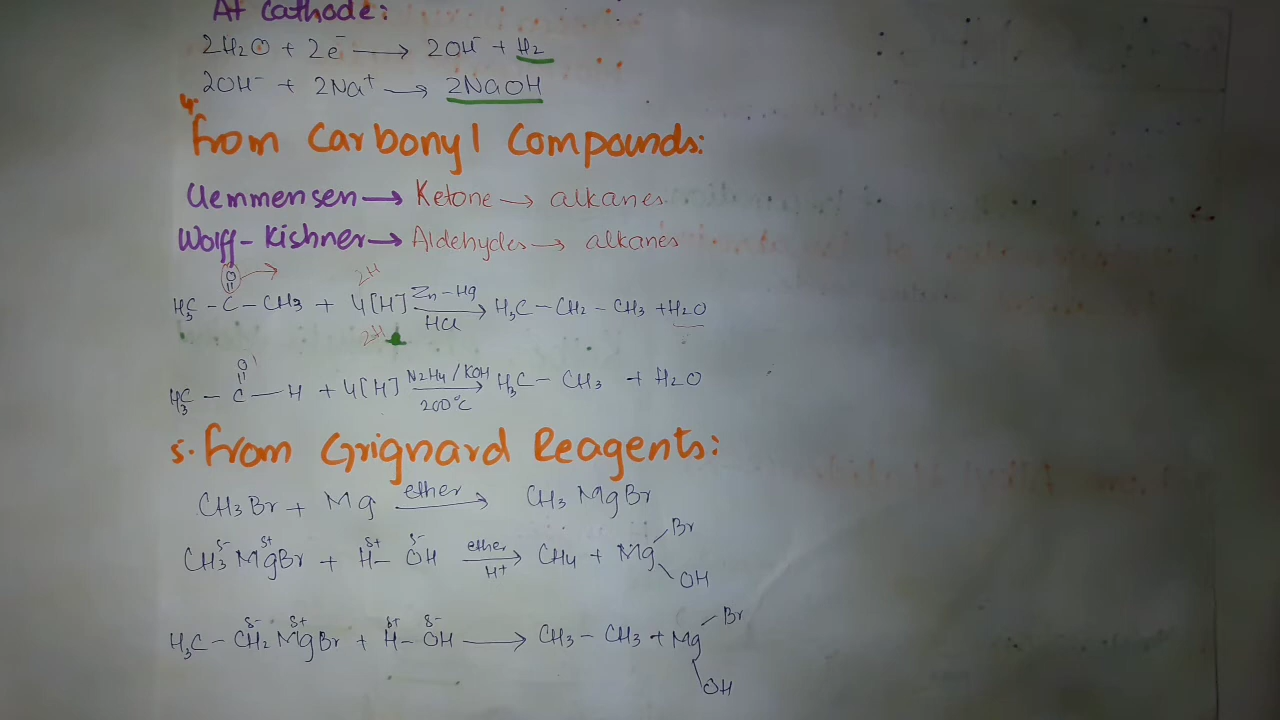 At Cathode:
2H2O + 2e⁻ → 2OH⁻ + H2
2OH⁻ + 2Na⁺ → 2NaOH
4.
From Carbonyl Compounds:
Clemmensen → Ketone → alkanes
Wolff-Kishner → Aldehydes → alkanes
O
2H
H3C - C - CH3 + 4[H] Zn-Hg → H3C - CH2 - CH3 + H2O
HCl
2H
O
H3C - C - H + 4[H] N2H4/KOH → H3C - CH3 + H2O
200°C
5. From Grignard Reagents:
CH3Br + Mg ether → CH3MgBr
Br
δ- δ+ δ+ δ-
CH3MgBr + H-OH ether → CH4 + Mg
H+
OH
Br
δ- δ+ δ+ δ-
H3C - CH2MgBr + H-OH → CH3 - CH3 + Mg
OH